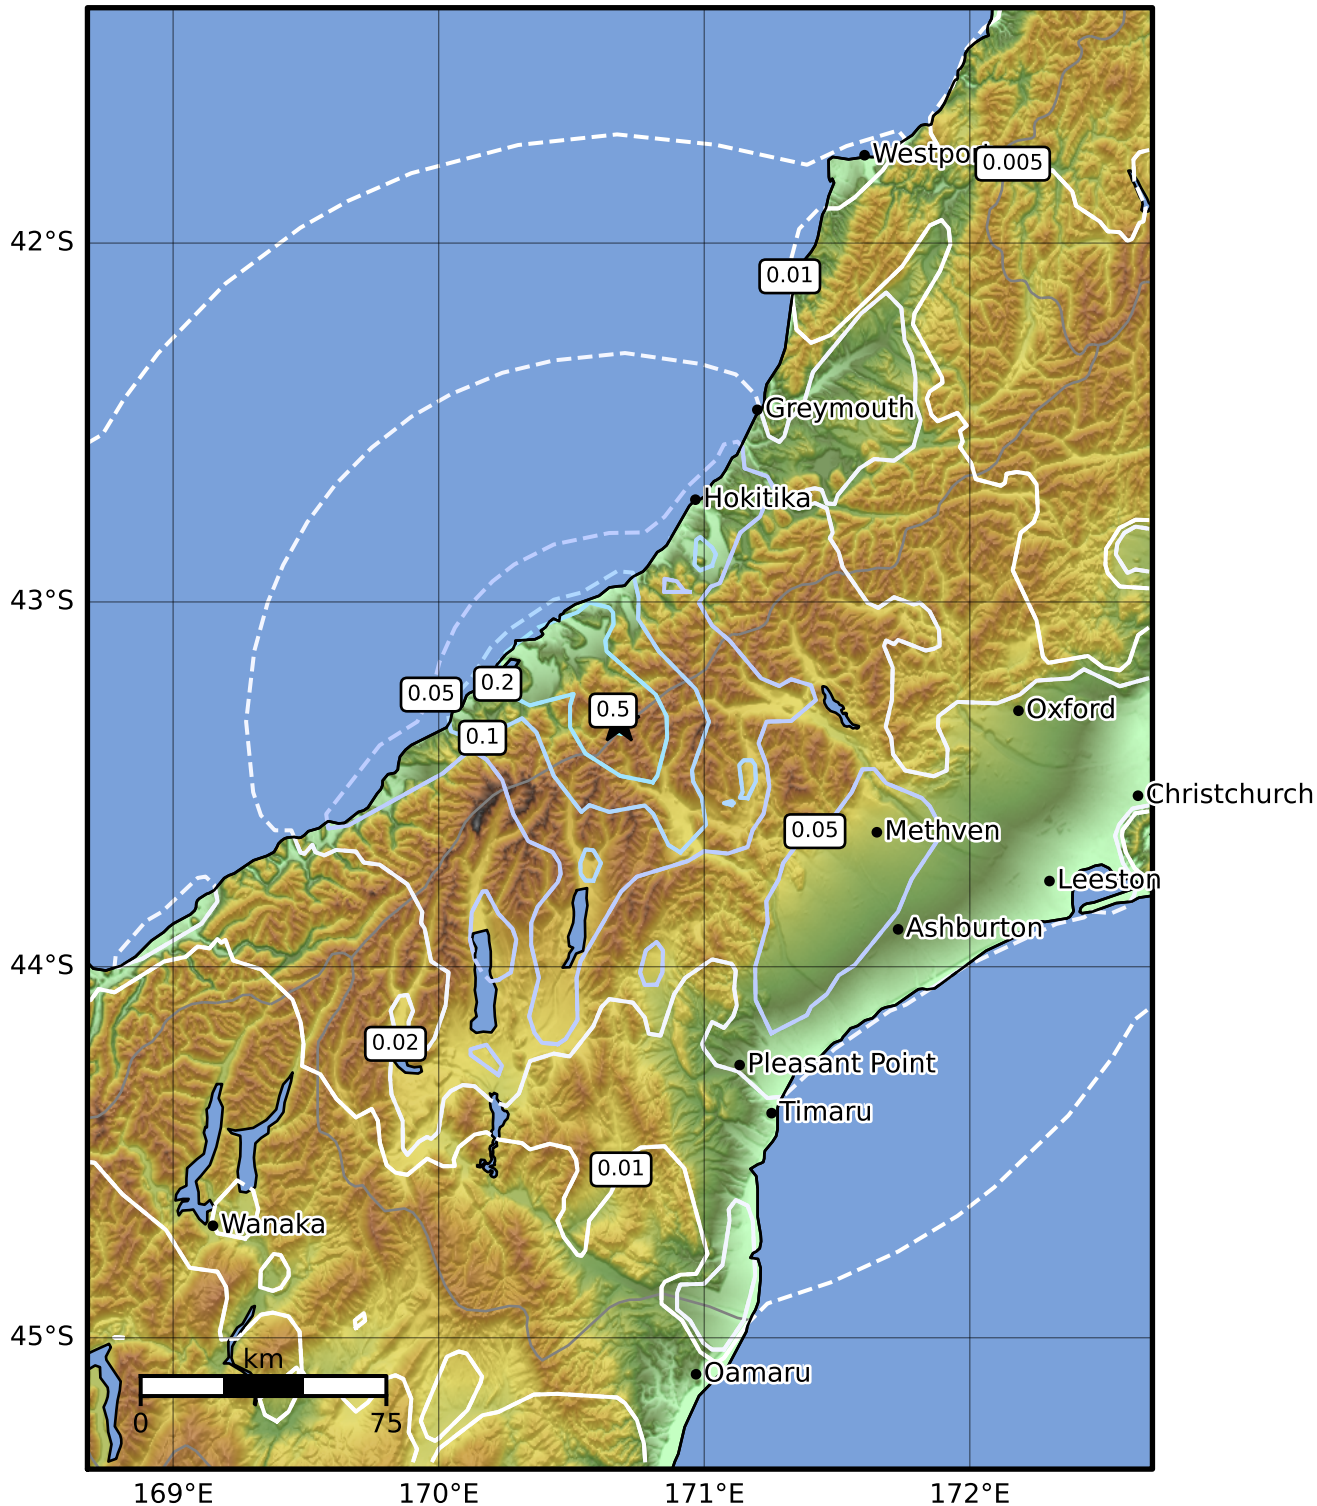 Westport
0.005
42°S
0.01
Greymouth
Hokitika
43°S
0.05
0.2
0.5
0.1
Oxford
Christchurch
0.05
Methven
Leeston
Ashburton
44°S
0.02
Pleasant Point
Timaru
0.01
Wanaka
45°S
km
0
75
Oamaru
169°E
170°E
171°E
172°E